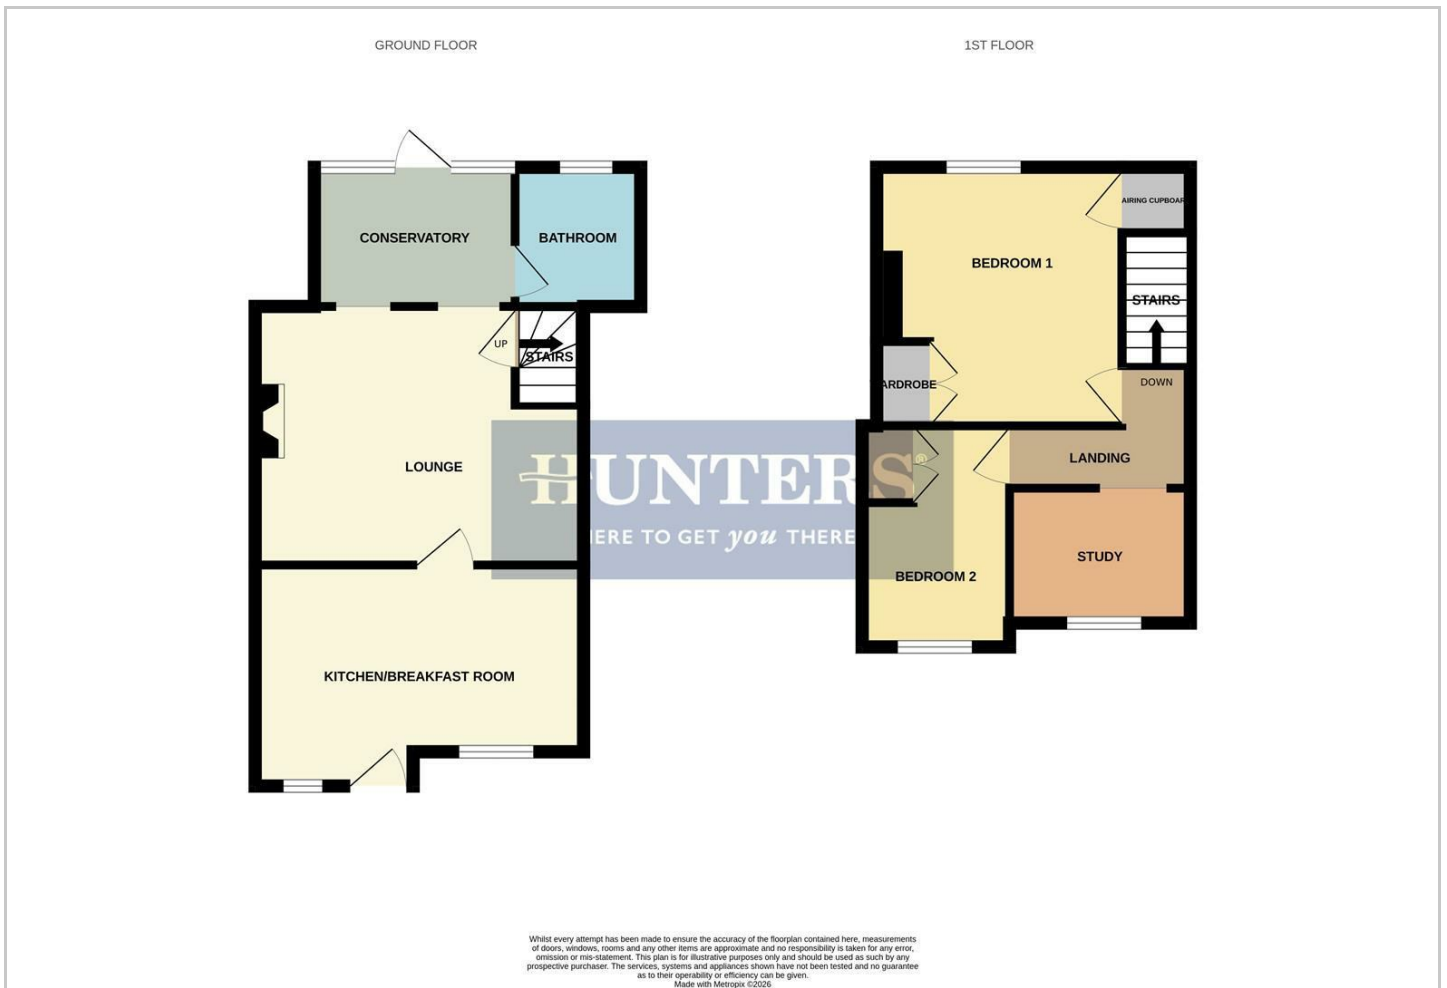 GROUND FLOOR
1ST FLOOR
CONSERVATORY
BATHROOM
UP
STAIRS
LOUNGE
KITCHEN/BREAKFAST ROOM
AIRING CUPBOAR
BEDROOM 1
STAIRS
ARDROBE
DOWN
LANDING
STUDY
BEDROOM 2
HUNTERS®
HERE TO GET you THERE
Whilst every attempt has been made to ensure the accuracy of the floorplan contained here, measurements
of doors, windows, rooms and any other items are approximate and no responsibility is taken for any error,
omission or mis-statement. This plan is for illustrative purposes only and should be used as such by any
prospective purchaser. The services, systems and appliances shown have not been tested and no guarantee
as to their operability or efficiency can be given.
Made with Metropix ©2026